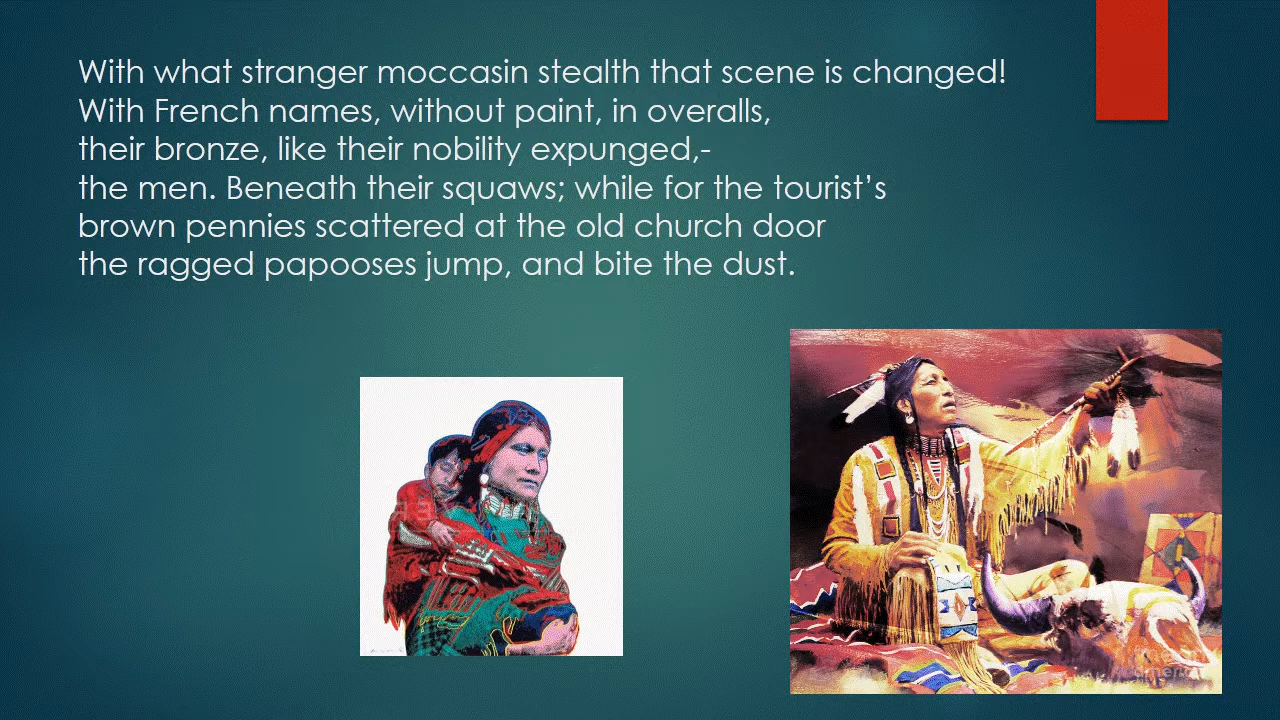 With what stranger moccasin stealth that scene is changed!
With French names, without paint, in overalls,
their bronze, like their nobility expunged,-
the men. Beneath their squaws; while for the tourist’s
brown pennies scattered at the old church door
the ragged papooses jump, and bite the dust.